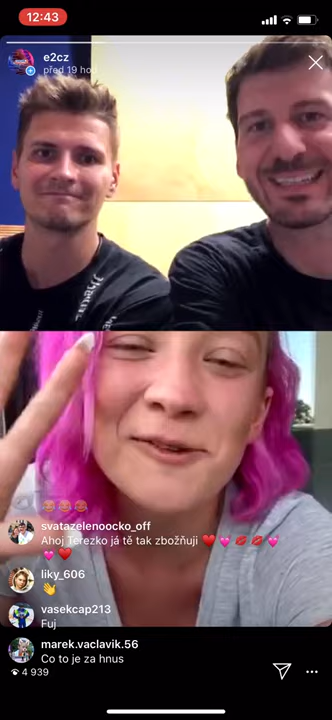 12:43
e2cz
před 19 hod
svatazelenoocko_off
Ahoj Terezko já tě tak zbožňuji ❤️💕💋💋💕
💕❤️
liky_606
👋
vasekcap213
Fuj
marek.vaclavik.56
Co to je za hnus
4 939